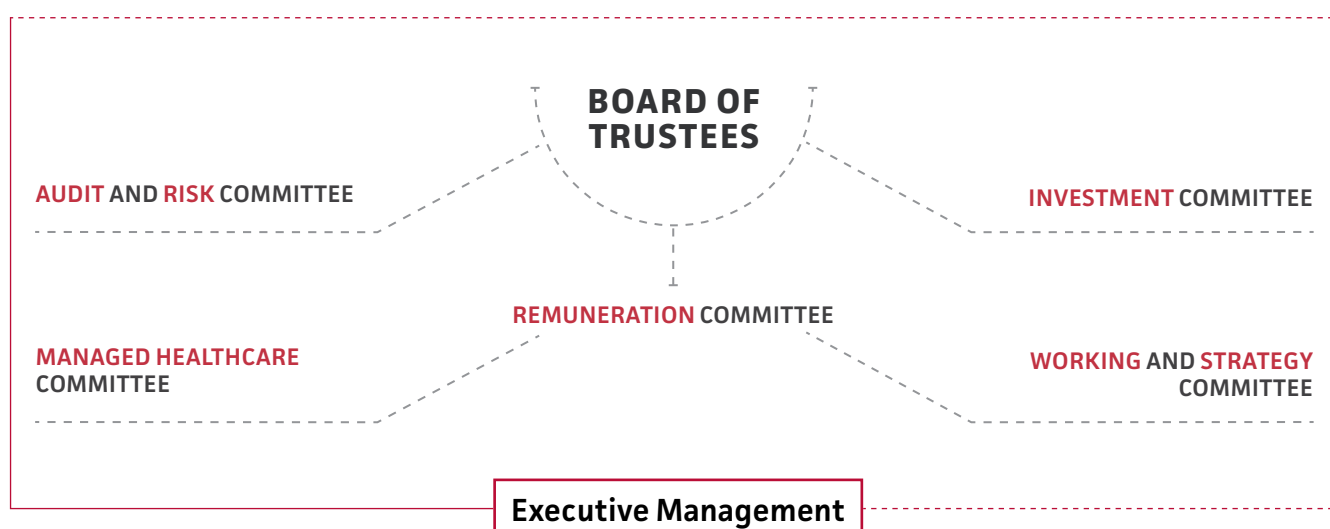 BOARD OF
TRUSTEES
AUDIT AND RISK COMMITTEE
INVESTMENT COMMITTEE
REMUNERATION COMMITTEE
MANAGED HEALTHCARE
COMMITTEE
WORKING AND STRATEGY
COMMITTEE
Executive Management